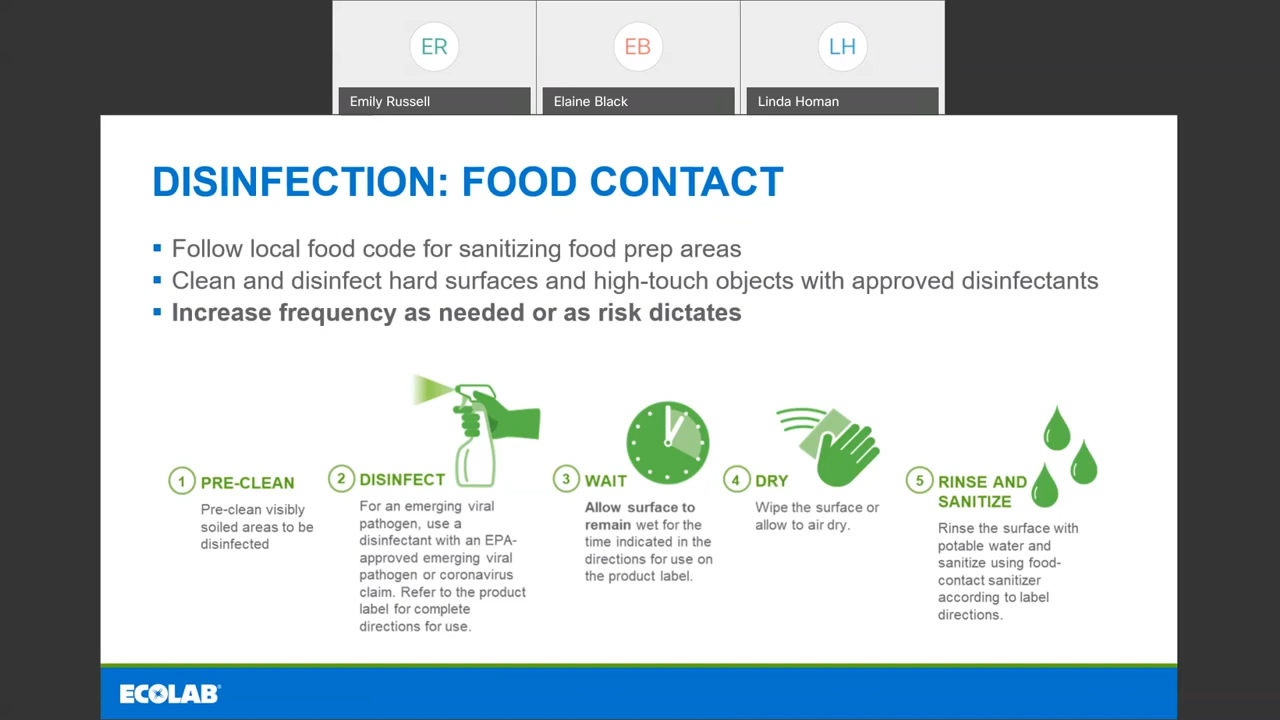 ER
EB
LH
Emily Russell
Elaine Black
Linda Homan
DISINFECTION: FOOD CONTACT
▪ Follow local food code for sanitizing food prep areas
▪ Clean and disinfect hard surfaces and high-touch objects with approved disinfectants
▪ Increase frequency as needed or as risk dictates
1 PRE-CLEAN
Pre-clean visibly
soiled areas to be
disinfected
2 DISINFECT
For an emerging viral
pathogen, use a
disinfectant with an EPA-
approved emerging viral
pathogen or coronavirus
claim. Refer to the product
label for complete
directions for use.
3 WAIT
Allow surface to
remain wet for the
time indicated in the
directions for use on
the product label.
4 DRY
Wipe the surface or
allow to air dry.
5 RINSE AND
SANITIZE
Rinse the surface with
potable water and
sanitize using food-
contact sanitizer
according to label
directions.
ECOLAB®